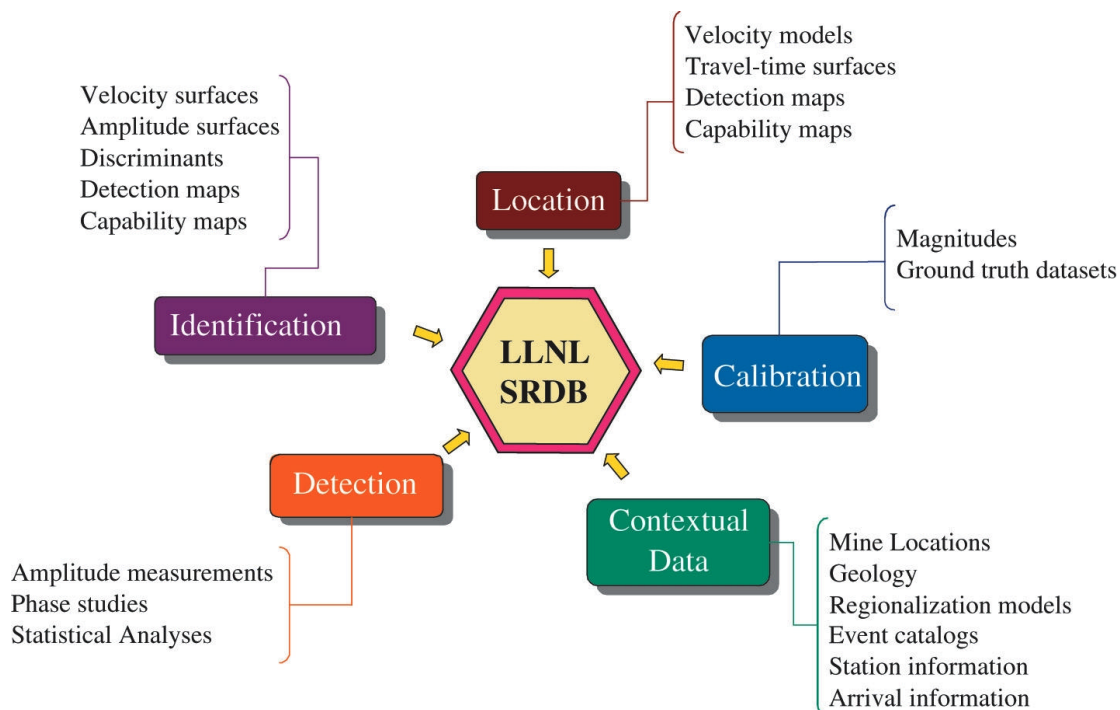 Velocity models
Travel-time surfaces
Detection maps
Capability maps
Location
Velocity surfaces
Amplitude surfaces
Discriminants
Detection maps
Capability maps
Identification
Magnitudes
Ground truth datasets
Calibration
LLNL
SRDB
Detection
Amplitude measurements
Phase studies
Statistical Analyses
Contextual
Data
Mine Locations
Geology
Regionalization models
Event catalogs
Station information
Arrival information